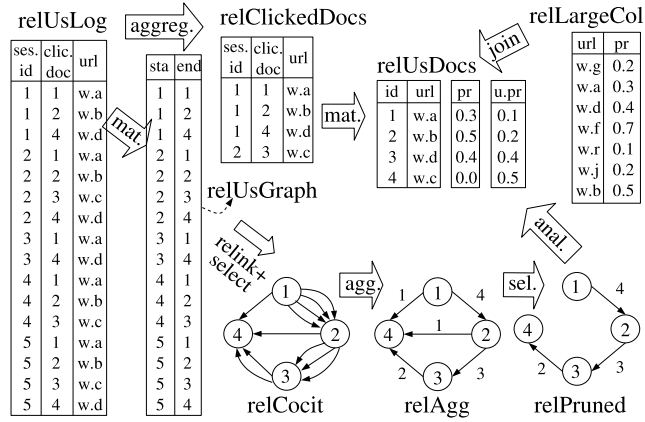 relUsLog
aggreg.
relClickedDocs
relLargeCol
join
ses. id clic. doc url
1 1 w.a
1 2 w.b
1 4 w.d
2 1 w.a
2 2 w.b
2 3 w.c
2 4 w.d
3 1 w.a
3 4 w.d
4 1 w.a
4 2 w.b
4 3 w.c
5 1 w.a
5 2 w.b
5 3 w.c
5 4 w.d
mat.
sta end
1 1
1 2
1 4
2 1
2 2
2 3
2 4
3 1
3 4
4 1
4 2
4 3
5 1
5 2
5 3
5 4
ses. id clic. doc url
1 1 w.a
1 2 w.b
1 4 w.d
2 3 w.c
mat.
relUsDocs
id url pr u.pr
1 w.a 0.3 0.1
2 w.b 0.5 0.2
3 w.d 0.4 0.4
4 w.c 0.0 0.5
url pr
w.g 0.2
w.a 0.3
w.d 0.4
w.f 0.7
w.r 0.1
w.j 0.2
w.b 0.5
relUsGraph
relink+
select
1
4 2
3
relCocit
agg.
1
1 4
4 1 2
2 3
3
relAgg
sel.
anal.
1
4
4 2
2 3
3
relPruned